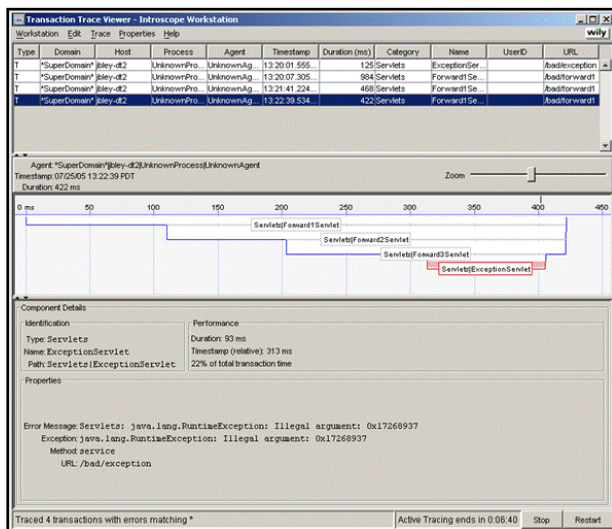 Transaction Trace Viewer - Introscope Workstation
Workstation Edit Trace Properties Help wily
Type Domain Host Process Agent Timestamp Duration (ms) Category Name UserID URL
T *SuperDomain* jbley-dt2 UnknownPro... UnknownAg... 13:20:01.555... 125 Servlets ExceptionSer... /bad/exception
T *SuperDomain* jbley-dt2 UnknownPro... UnknownAg... 13:20:07.305... 984 Servlets Forward1Se... /bad/forward1
T *SuperDomain* jbley-dt2 UnknownPro... UnknownAg... 13:21:41.224... 468 Servlets Forward1Se... /bad/forward1
T *SuperDomain* jbley-dt2 UnknownPro... UnknownAg... 13:22:39.534... 422 Servlets Forward1Se... /bad/forward1
Agent: *SuperDomain*|jbley-dt2|UnknownProcess|UnknownAgent
Timestamp: 07/25/05 13:22:39 PDT
Duration: 422 ms
Zoom
0 ms 50 100 150 200 250 300 350 400 450
Servlets|Forward1Servlet
Servlets|Forward2Servlet
Servlets|Forward3Servlet
Servlets|ExceptionServlet
Component Details
Identification
Type: Servlets
Name: ExceptionServlet
Path: Servlets|ExceptionServlet
Performance
Duration: 93 ms
Timestamp (relative): 313 ms
22% of total transaction time
Properties
Error Message: Servlets: java.lang.RuntimeException: Illegal argument: 0x17268937
Exception: java.lang.RuntimeException: Illegal argument: 0x17268937
Method: service
URL: /bad/exception
Traced 4 transactions with errors matching * Active Tracing ends in 0:06:40 Stop Restart